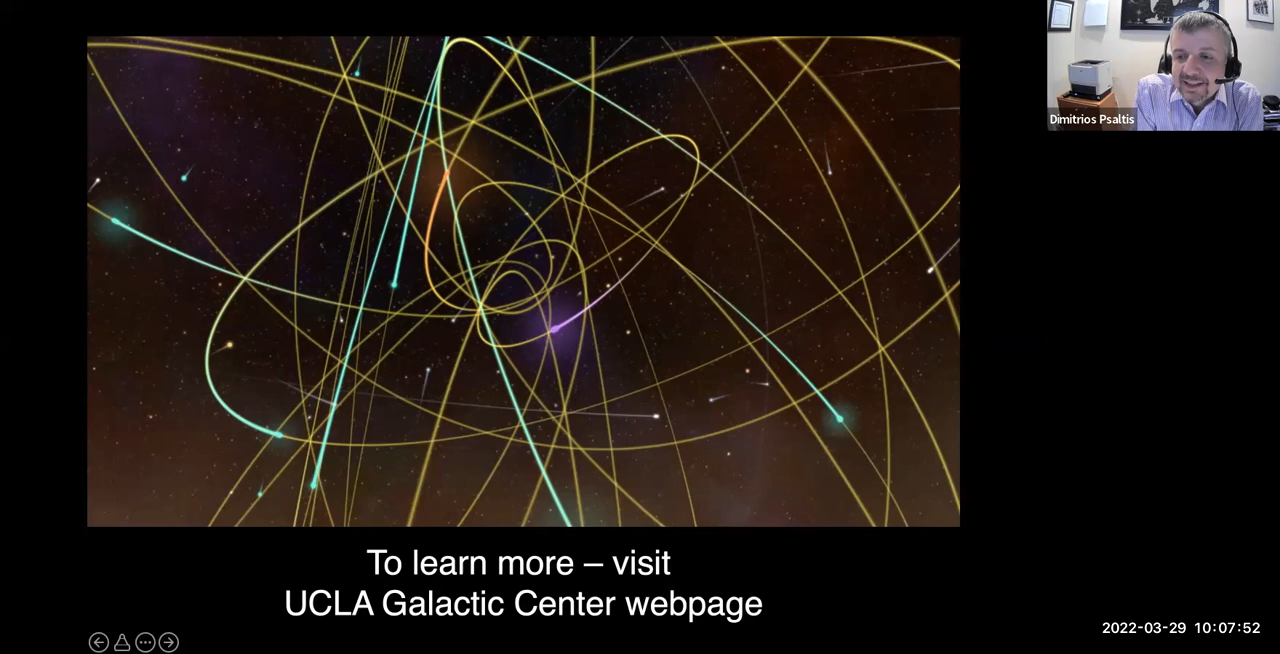 Dimitrios Psaltis
To learn more – visit
UCLA Galactic Center webpage
2022-03-29 10:07:52